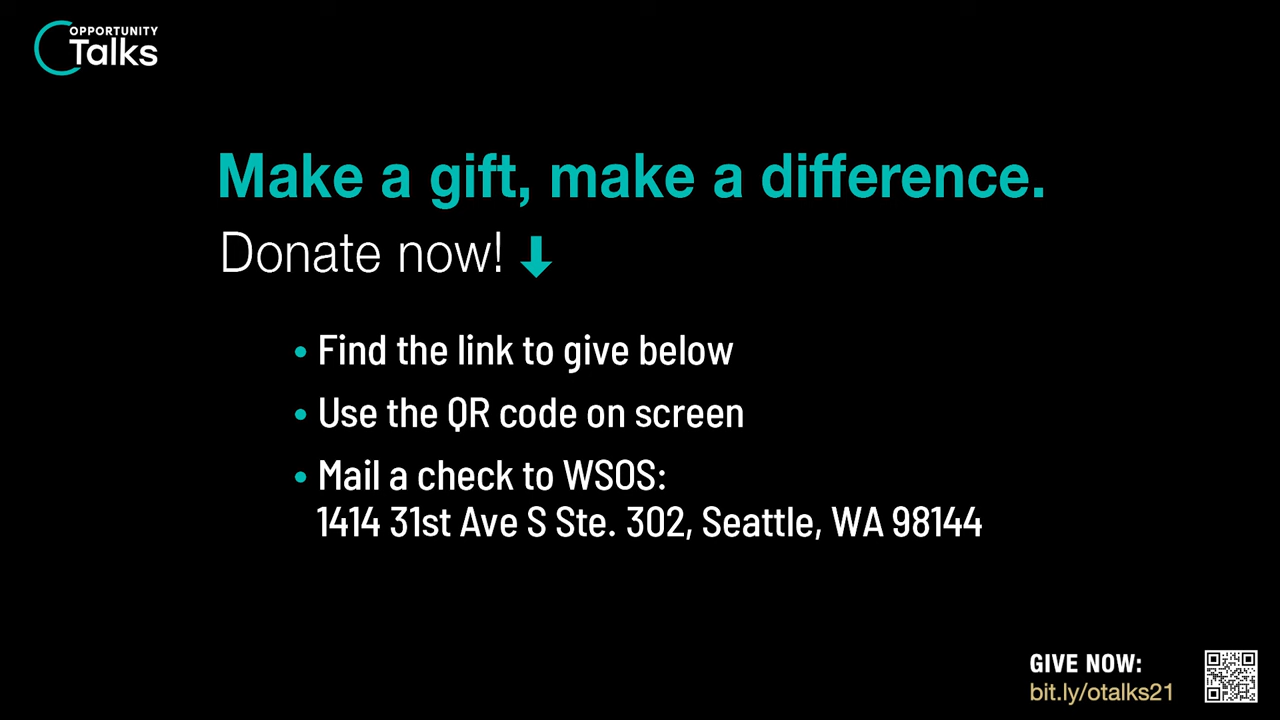 OPPORTUNITY
Talks
Make a gift, make a difference.
Donate now!
• Find the link to give below
• Use the QR code on screen
• Mail a check to WSOS:
1414 31st Ave S Ste. 302, Seattle, WA 98144
GIVE NOW:
bit.ly/otalks21